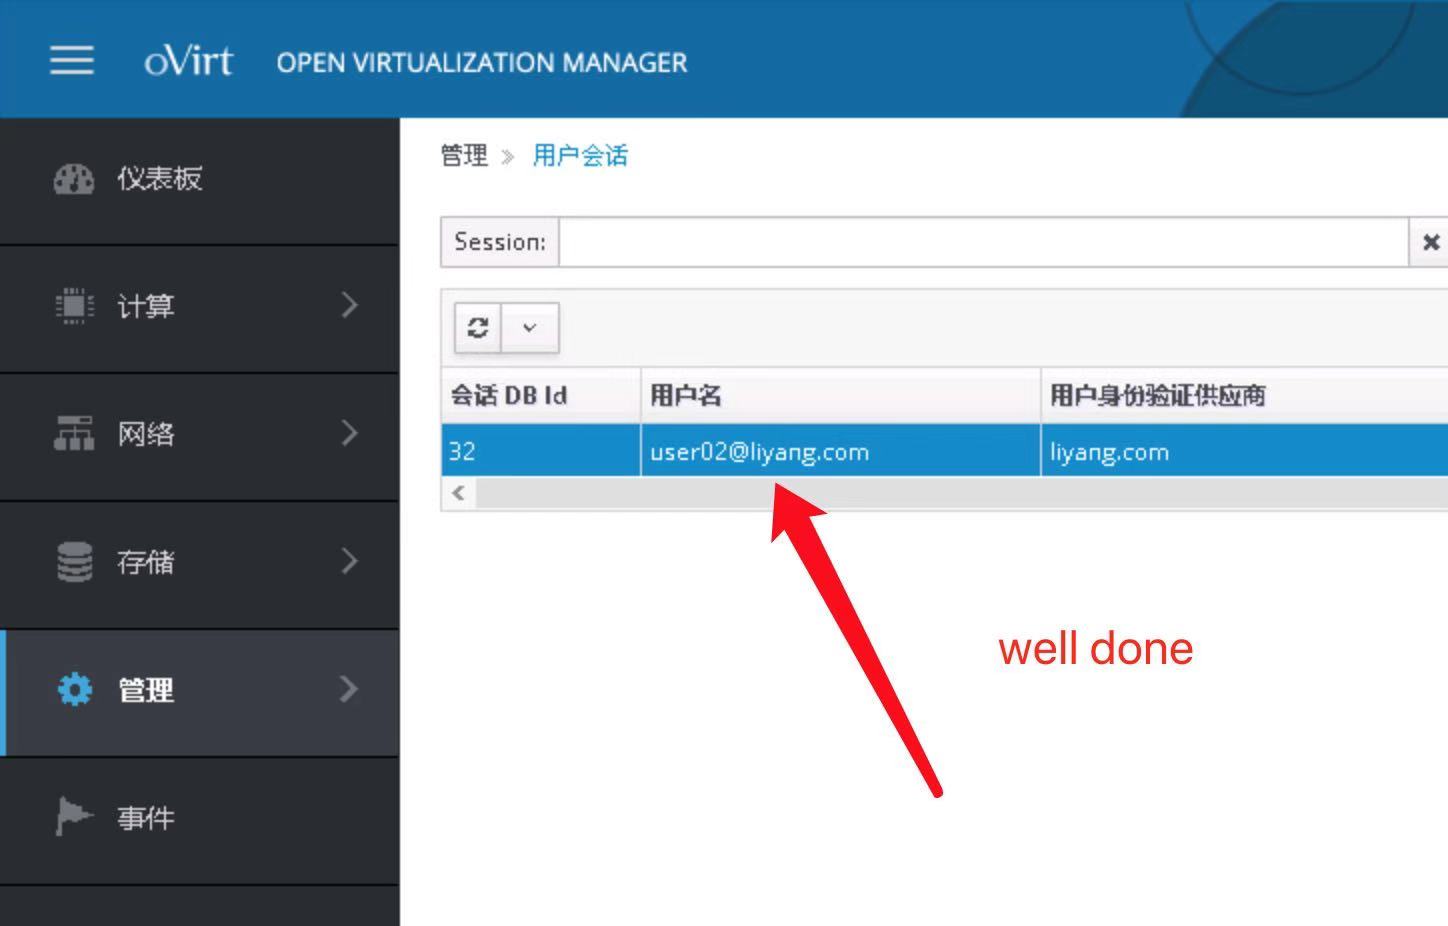 oVirt OPEN VIRTUALIZATION MANAGER
仪表板
计算
网络
存储
管理
事件
管理 » 用户会话
Session:
会话 DB Id 用户名 用户身份验证供应商
32 user02@liyang.com liyang.com
well done